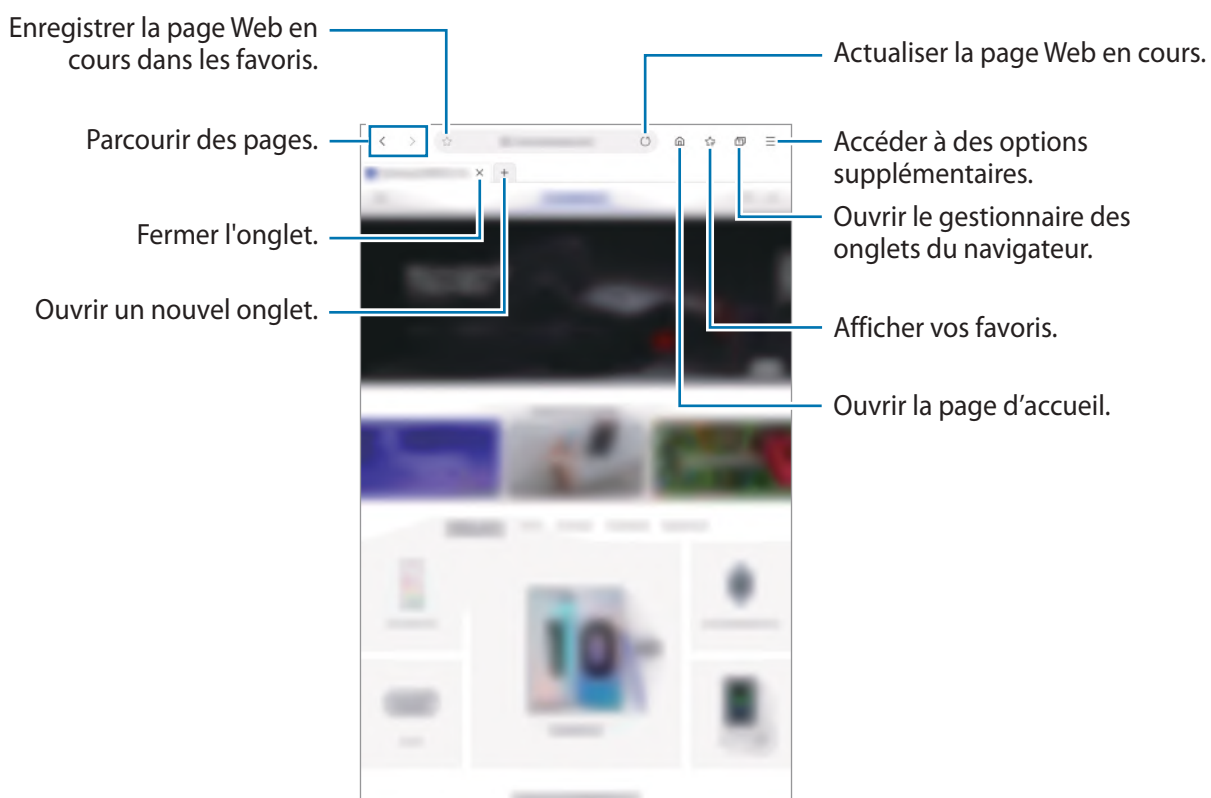 Enregistrer la page Web en
cours dans les favoris.
Parcourir des pages.
Fermer l'onglet.
Ouvrir un nouvel onglet.
Actualiser la page Web en cours.
Accéder à des options
supplémentaires.
Ouvrir le gestionnaire des
onglets du navigateur.
Afficher vos favoris.
Ouvrir la page d’accueil.